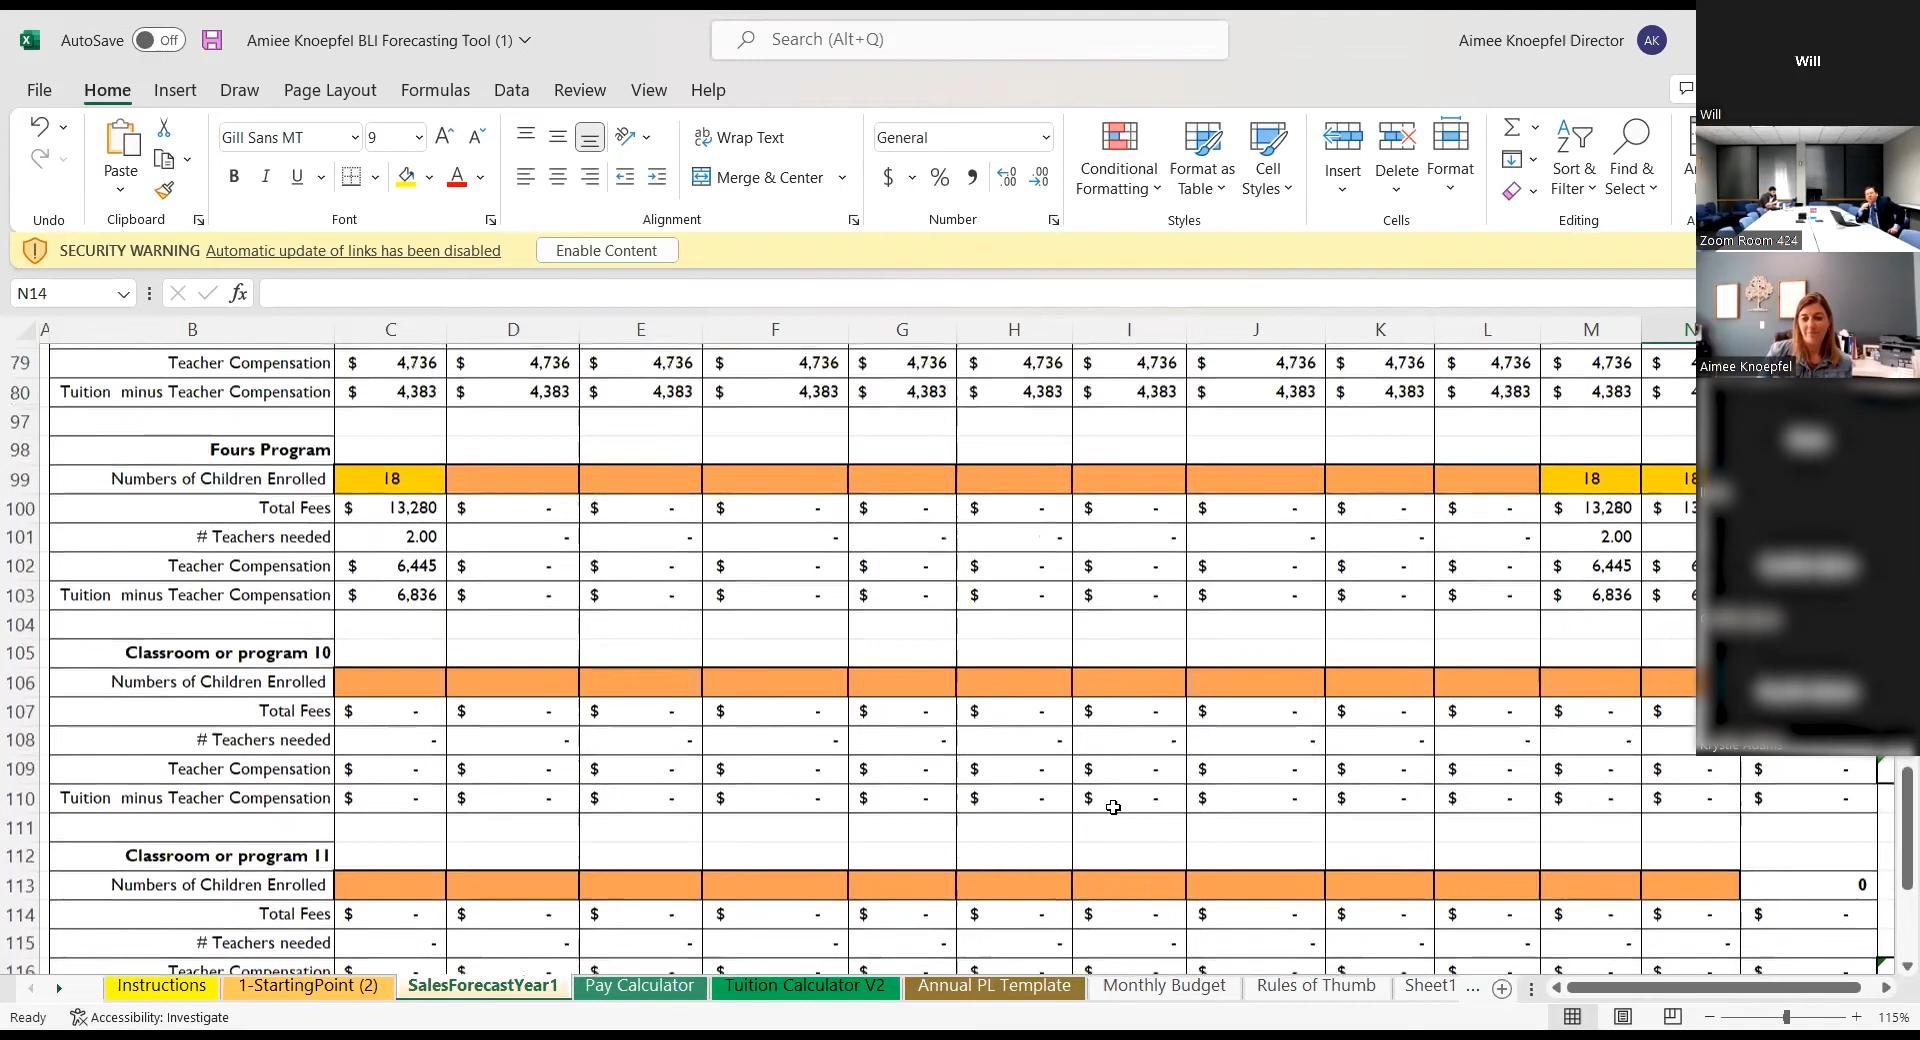 AutoSave Off Amiee Knoepfel BLI Forecasting Tool (1) Search (Alt+Q) Aimee Knoepfel Director AK
File Home Insert Draw Page Layout Formulas Data Review View Help
Gill Sans MT 9 Wrap Text General
Paste Merge & Center $ % Conditional Formatting Format as Table Cell Styles Insert Delete Format Sort & Filter Find & Select
Undo Clipboard Font Alignment Number Styles Cells Editing
SECURITY WARNING Automatic update of links has been disabled Enable Content
N14 fx
A B C D E F G H I J K L M N
79 Teacher Compensation $ 4,736 $ 4,736 $ 4,736 $ 4,736 $ 4,736 $ 4,736 $ 4,736 $ 4,736 $ 4,736 $ 4,736 $ 4,736 $
80 Tuition minus Teacher Compensation $ 4,383 $ 4,383 $ 4,383 $ 4,383 $ 4,383 $ 4,383 $ 4,383 $ 4,383 $ 4,383 $ 4,383 $ 4,383 $
97
98 Fours Program
99 Numbers of Children Enrolled 18 18 18
100 Total Fees $ 13,280 $ - $ - $ - $ - $ - $ - $ - $ - $ - $ 13,280 $
101 # Teachers needed 2.00 - - - - - - - - - 2.00
102 Teacher Compensation $ 6,445 $ - $ - $ - $ - $ - $ - $ - $ - $ - $ 6,445 $
103 Tuition minus Teacher Compensation $ 6,836 $ - $ - $ - $ - $ - $ - $ - $ - $ - $ 6,836 $
104
105 Classroom or program 10
106 Numbers of Children Enrolled
107 Total Fees $ - $ - $ - $ - $ - $ - $ - $ - $ - $ - $ - $
108 # Teachers needed - - - - - - - - - - -
109 Teacher Compensation $ - $ - $ - $ - $ - $ - $ - $ - $ - $ - $ - $ - $ -
110 Tuition minus Teacher Compensation $ - $ - $ - $ - $ - $ - $ - $ - $ - $ - $ - $ - $ -
111
112 Classroom or program 11
113 Numbers of Children Enrolled 0
114 Total Fees $ - $ - $ - $ - $ - $ - $ - $ - $ - $ - $ - $ - $ -
115 # Teachers needed - - - - - - - - - - - -
116 Teacher Compensation $ - $ - $ - $ - $ - $ - $ - $ - $ - $ - $ - $ - $ -
Instructions 1-StartingPoint (2) SalesForecastYear1 Pay Calculator Tuition Calculator V2 Annual PL Template Monthly Budget Rules of Thumb Sheet1 ...
Ready Accessibility: Investigate 115%
Will
Will
Zoom Room 424
Aimee Knoepfel